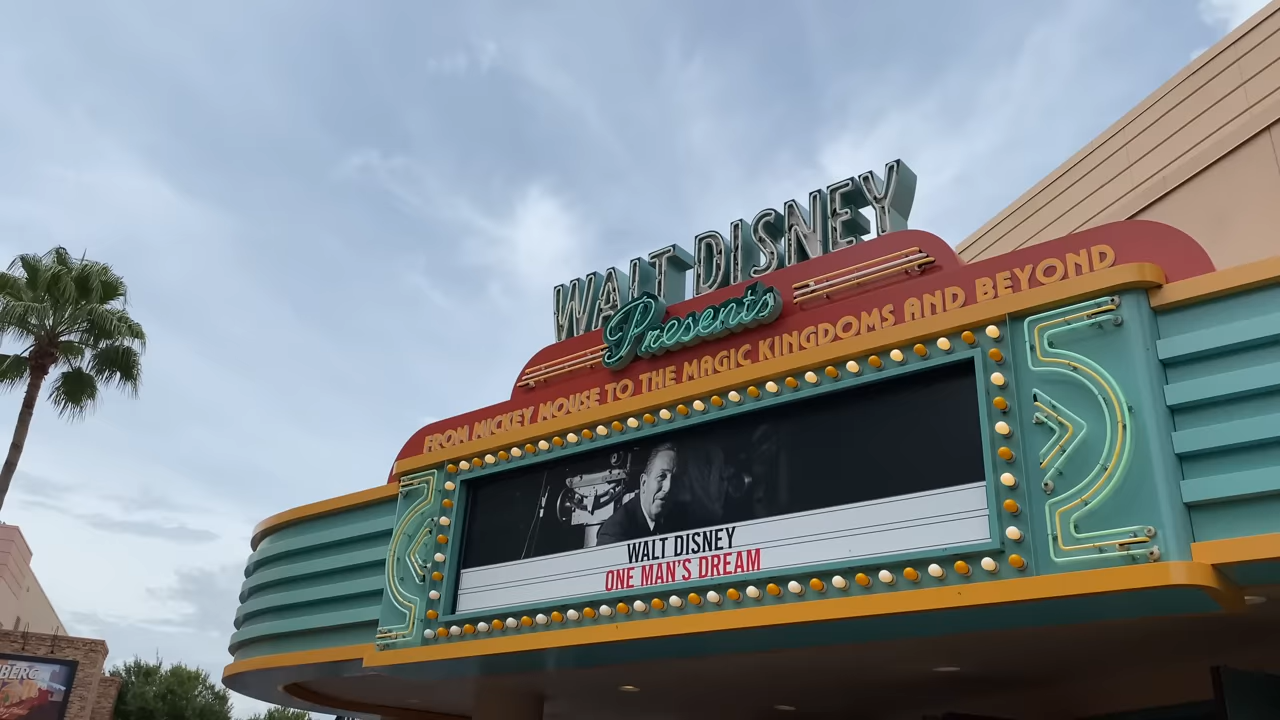 WALT DISNEY
Presents
FROM MICKEY MOUSE TO THE MAGIC KINGDOMS AND BEYOND
WALT DISNEY
ONE MAN'S DREAM